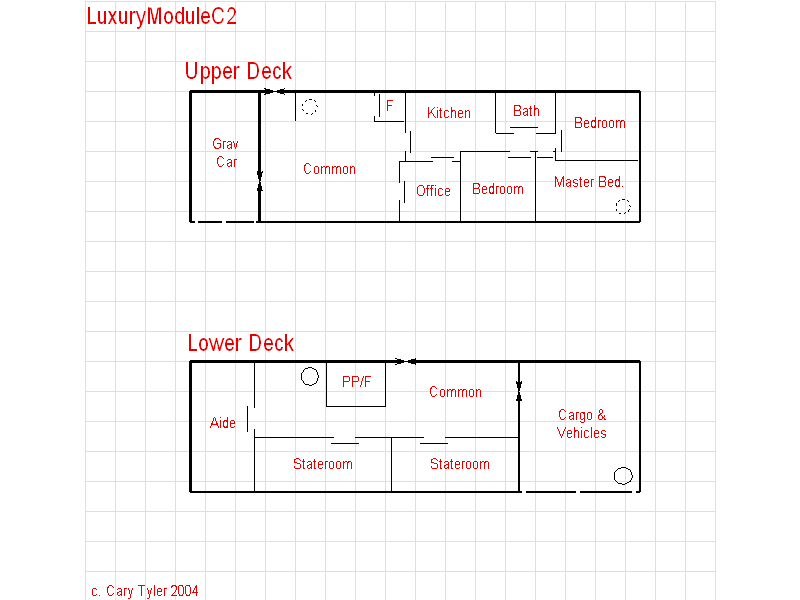 LuxuryModuleC2
Upper Deck
F
Kitchen
Bath
Bedroom
Grav
Car
Common
Office
Bedroom
Master Bed.
Lower Deck
PP/F
Common
Aide
Cargo &
Vehicles
Stateroom
Stateroom
c. Cary Tyler 2004